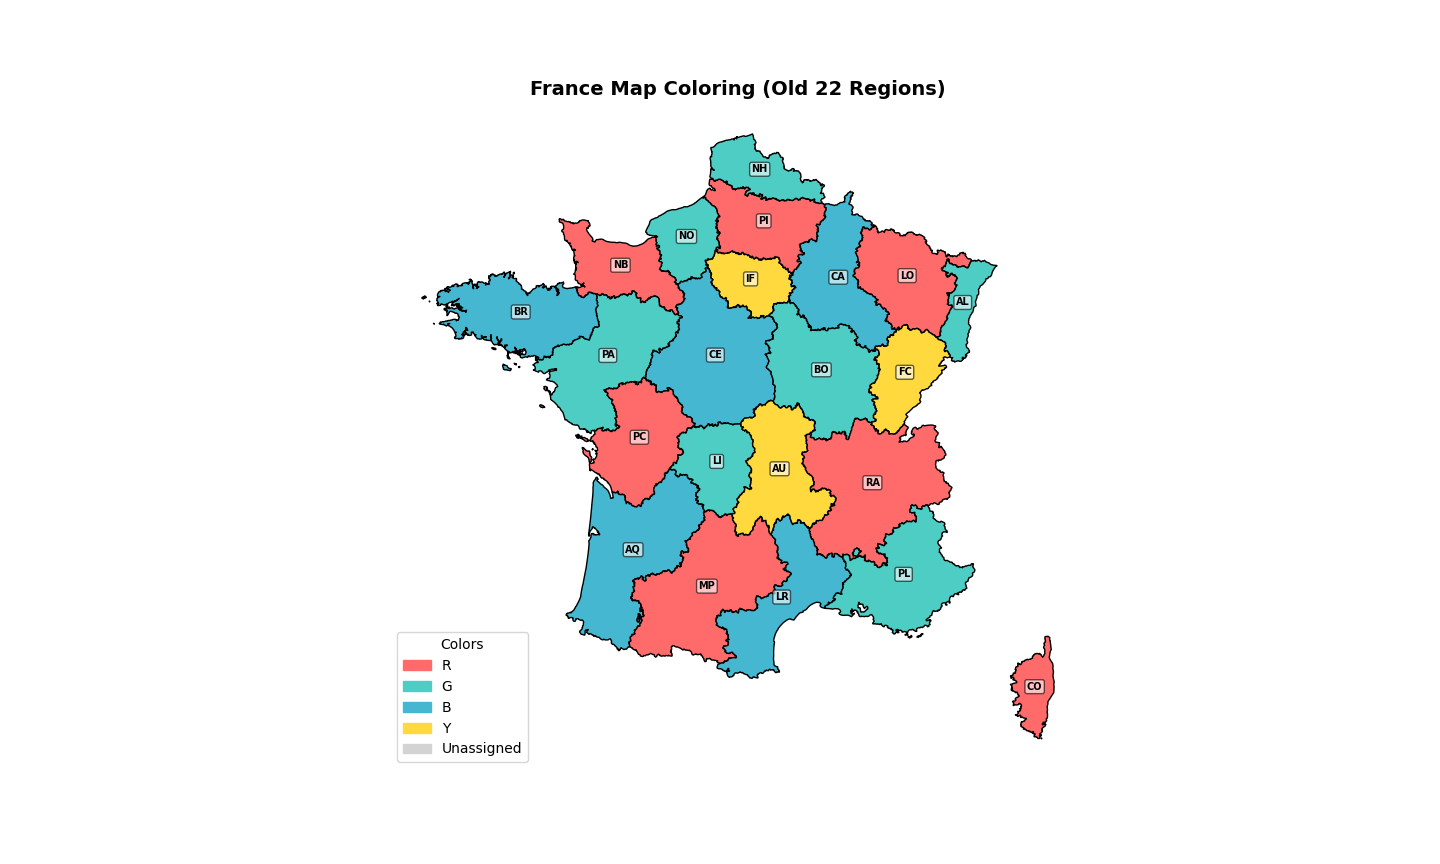 France Map Coloring (Old 22 Regions)
NH
PI
NO
NB
IF
CA
LO
AL
BR
PA
CE
BO
FC
PC
LI
AU
RA
AQ
MP
LR
PL
CO
Colors
R
G
B
Y
Unassigned